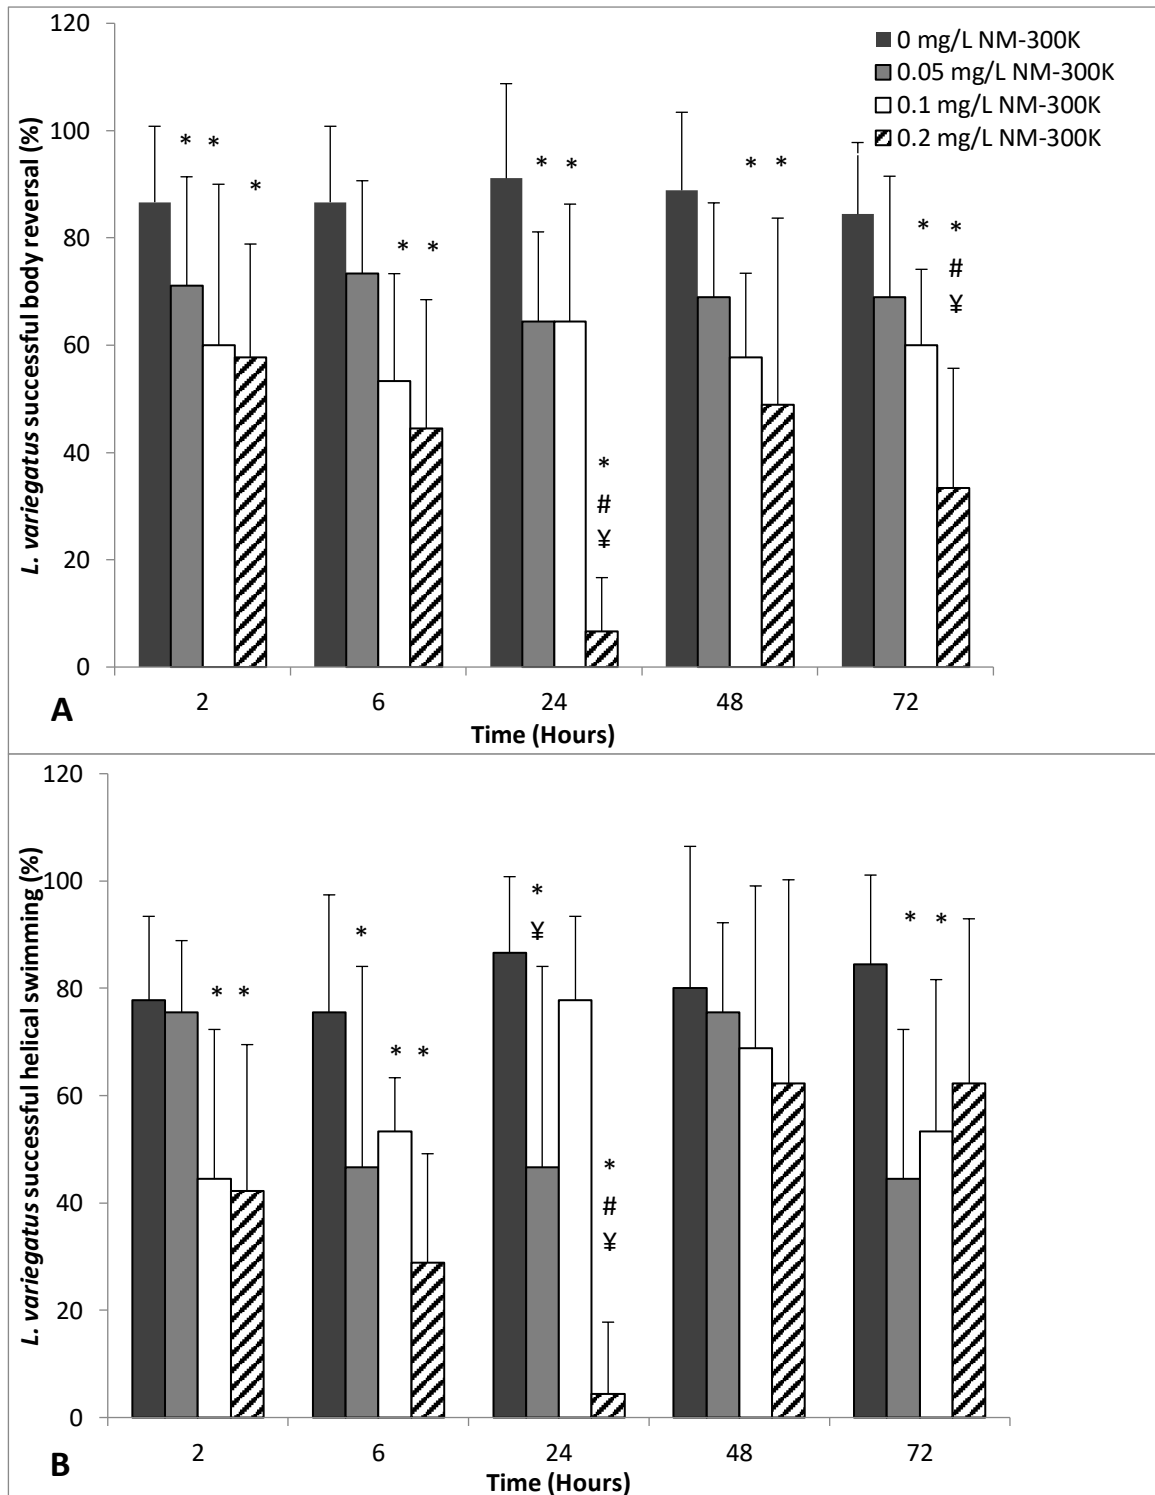 120
100
80
60
40
20
0
L. variegatus successful body reversal (%)
0 mg/L NM-300K
0.05 mg/L NM-300K
0.1 mg/L NM-300K
0.2 mg/L NM-300K
* * *
* *
* *
*
#
¥
* *
* *
#
¥
2 6 24 48 72
A
Time (Hours)
120
100
80
60
40
20
0
L. variegatus successful helical swimming (%)
* *
*
* *
*
¥
*
#
¥
* *
2 6 24 48 72
B
Time (Hours)